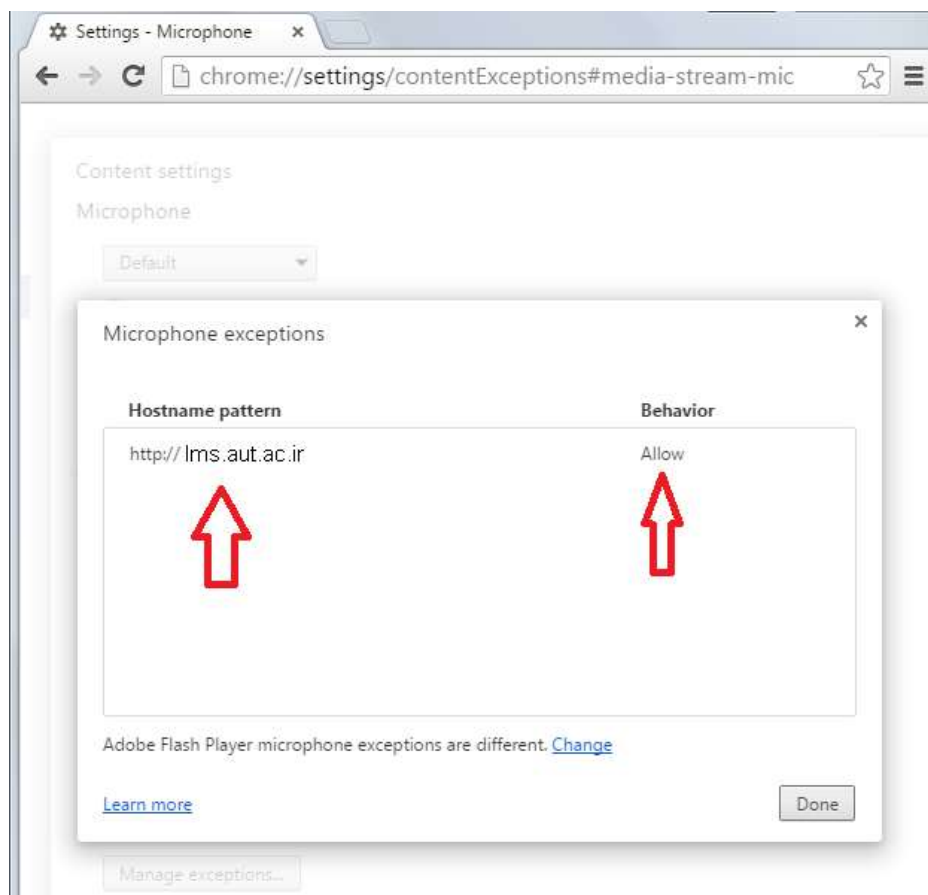 Settings - Microphone
chrome://settings/contentExceptions#media-stream-mic
Content settings
Microphone
Default
Microphone exceptions
Hostname pattern Behavior
http://lms.aut.ac.ir Allow
Adobe Flash Player microphone exceptions are different. Change
Learn more Done
Manage exceptions...